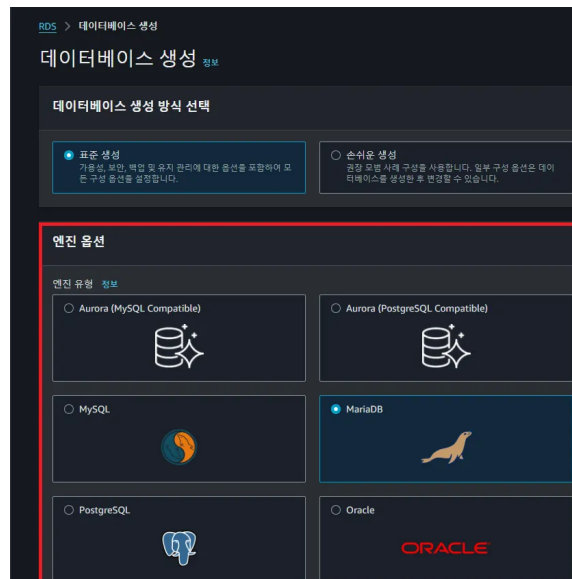 RDS > 데이터베이스 생성
데이터베이스 생성 정보
데이터베이스 생성 방식 선택
표준 생성
가용성, 보안, 백업 및 유지 관리에 대한 옵션을 포함하여 모
든 구성 옵션을 설정합니다.
손쉬운 생성
권장 모범 사례 구성을 사용합니다. 일부 구성 옵션은 데이
터베이스를 생성한 후 변경할 수 있습니다.
엔진 옵션
엔진 유형 정보
Aurora (MySQL Compatible)
Aurora (PostgreSQL Compatible)
MySQL
MariaDB
PostgreSQL
Oracle
ORACLE